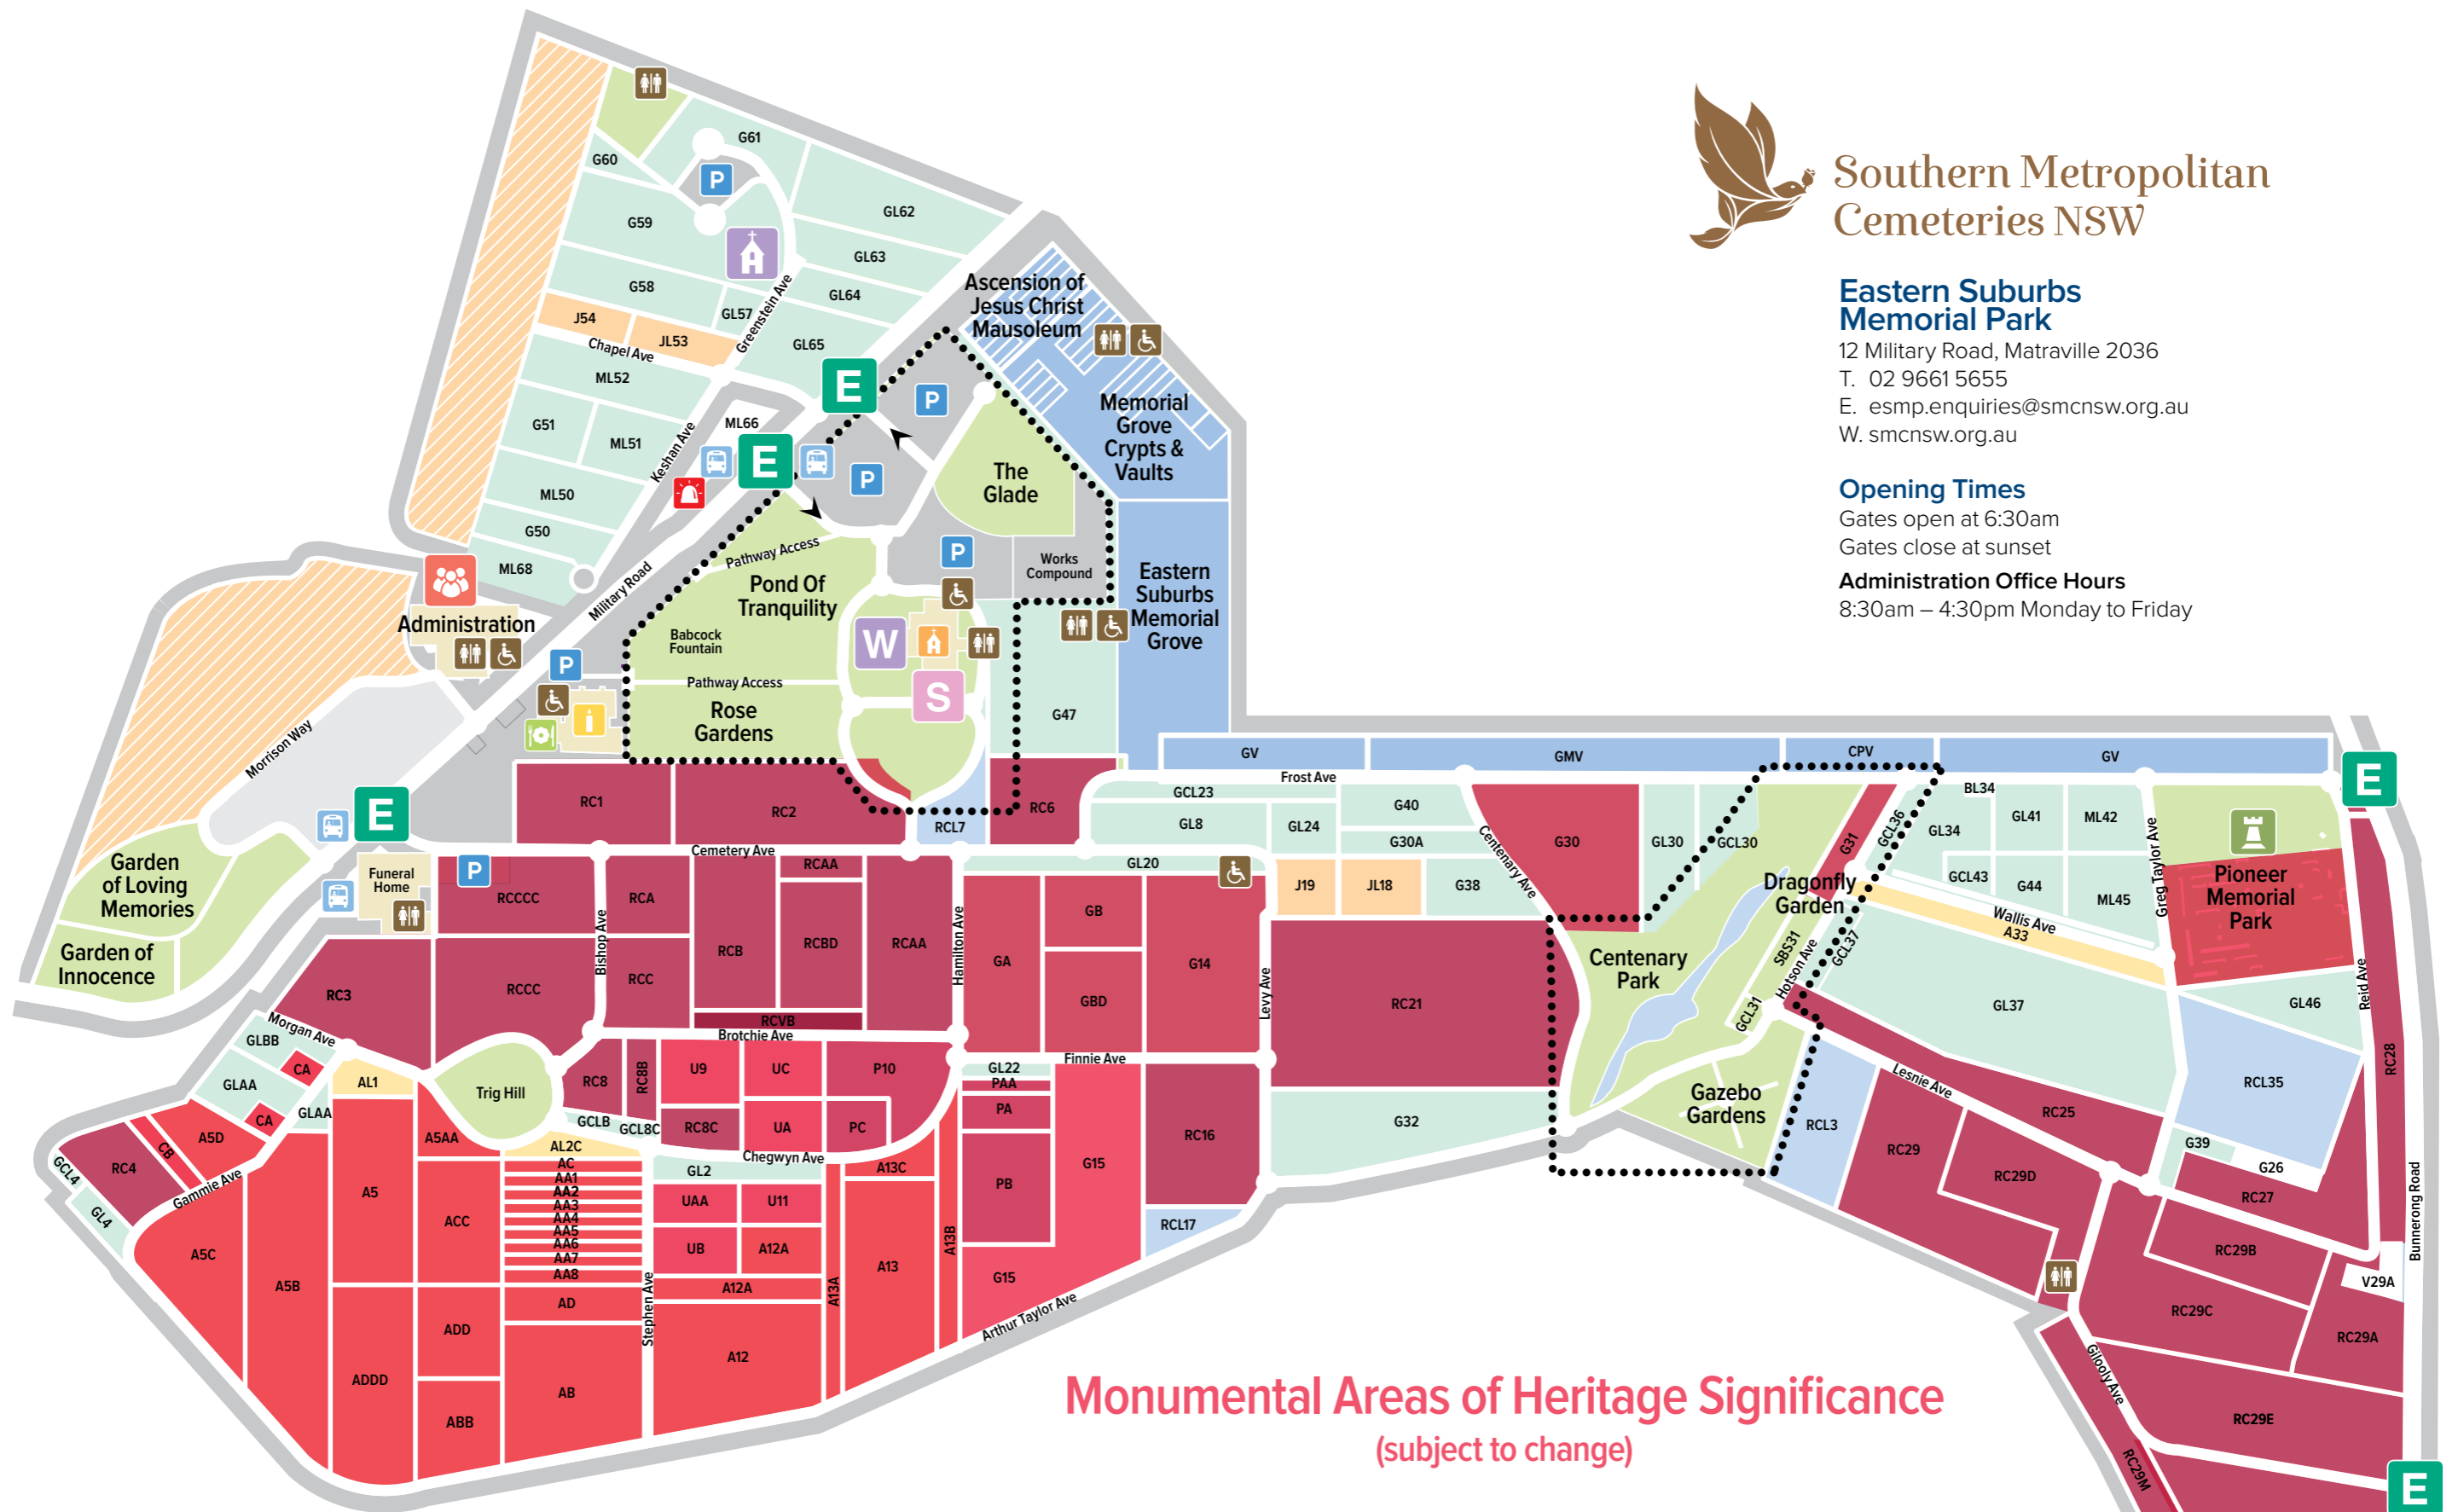 Southern Metropolitan
Cemeteries NSW
Eastern Suburbs
Memorial Park
12 Military Road, Matraville 2036
T. 02 9661 5655
E. esmp.enquiries@smcnsw.org.au
W. smcnsw.org.au
Opening Times
Gates open at 6:30am
Gates close at sunset
Administration Office Hours
8:30am – 4:30pm Monday to Friday
G61
G60
P
G59
GL62
GL63
G58
GL64
GL57
Greenstein Ave
J54
JL53
GL65
Chapel Ave
ML52
G51
ML51
Keshan Ave
ML66
ML50
G50
ML68
E
E
P
P
Ascension of
Jesus Christ
Mausoleum
Memorial
Grove
Crypts &
Vaults
The
Glade
Pathway Access
Pond Of
Tranquility
P
Works
Compound
Eastern
Suburbs
Memorial
Grove
Military Road
Administration
Babcock
Fountain
W
S
Pathway Access
Rose
Gardens
G47
P
i
Morrison Way
E
Garden
of Loving
Memories
Garden of
Innocence
Funeral
Home
P
RC1
RC2
RCL7
RC6
Cemetery Ave
GV
GMV
CPV
GV
E
Frost Ave
GCL23
GL8
GL24
G40
G30A
GL20
J19
JL18
G38
Centenary Ave
G30
GL30
GCL30
G31
GCL36
BL34
GL34
GL41
ML42
GCL43
G44
ML45
Greg Taylor Ave
Pioneer
Memorial
Park
Dragonfly
Garden
Wallis Ave
A33
Centenary
Park
SBS31
Hotson Ave
GCL37
GCL31
GL37
GL46
Reid Ave
RC28
RCL35
Gazebo
Gardens
RCL3
Lesnie Ave
RC25
RC29
RC29D
G39
G26
RC27
RC29B
V29A
RC29C
RC29A
Bunnerong Road
Gilooly Ave
RC29E
RC29M
E
RCCCC
RCA
RCAA
RCB
RCBD
RCAA
Bishop Ave
Hamilton Ave
RC3
RCCC
RCC
RCVB
Brotchie Ave
GA
GB
GBD
G14
Levy Ave
RC21
Finnie Ave
Morgan Ave
GLBB
CA
GLAA
CA
GLAA
AL1
Trig Hill
RC8
RC8B
U9
UC
P10
GL22
PAA
PA
GCLB
GCL8C
RC8C
UA
PC
RC16
G32
RC4
CB
A5D
A5AA
AL2C
Chegwyn Ave
GCL4
GL4
Gammie Ave
A5
AC
AA1
AA2
AA3
AA4
AA5
AA6
AA7
AA8
GL2
A13C
PB
G15
UAA
U11
ACC
A5C
A5B
UB
A12A
A13
A13B
RCL17
A12A
A13A
G15
AD
Stephen Ave
ADD
Arthur Taylor Ave
A12
ADDD
AB
ABB
Monumental Areas of Heritage Significance
(subject to change)